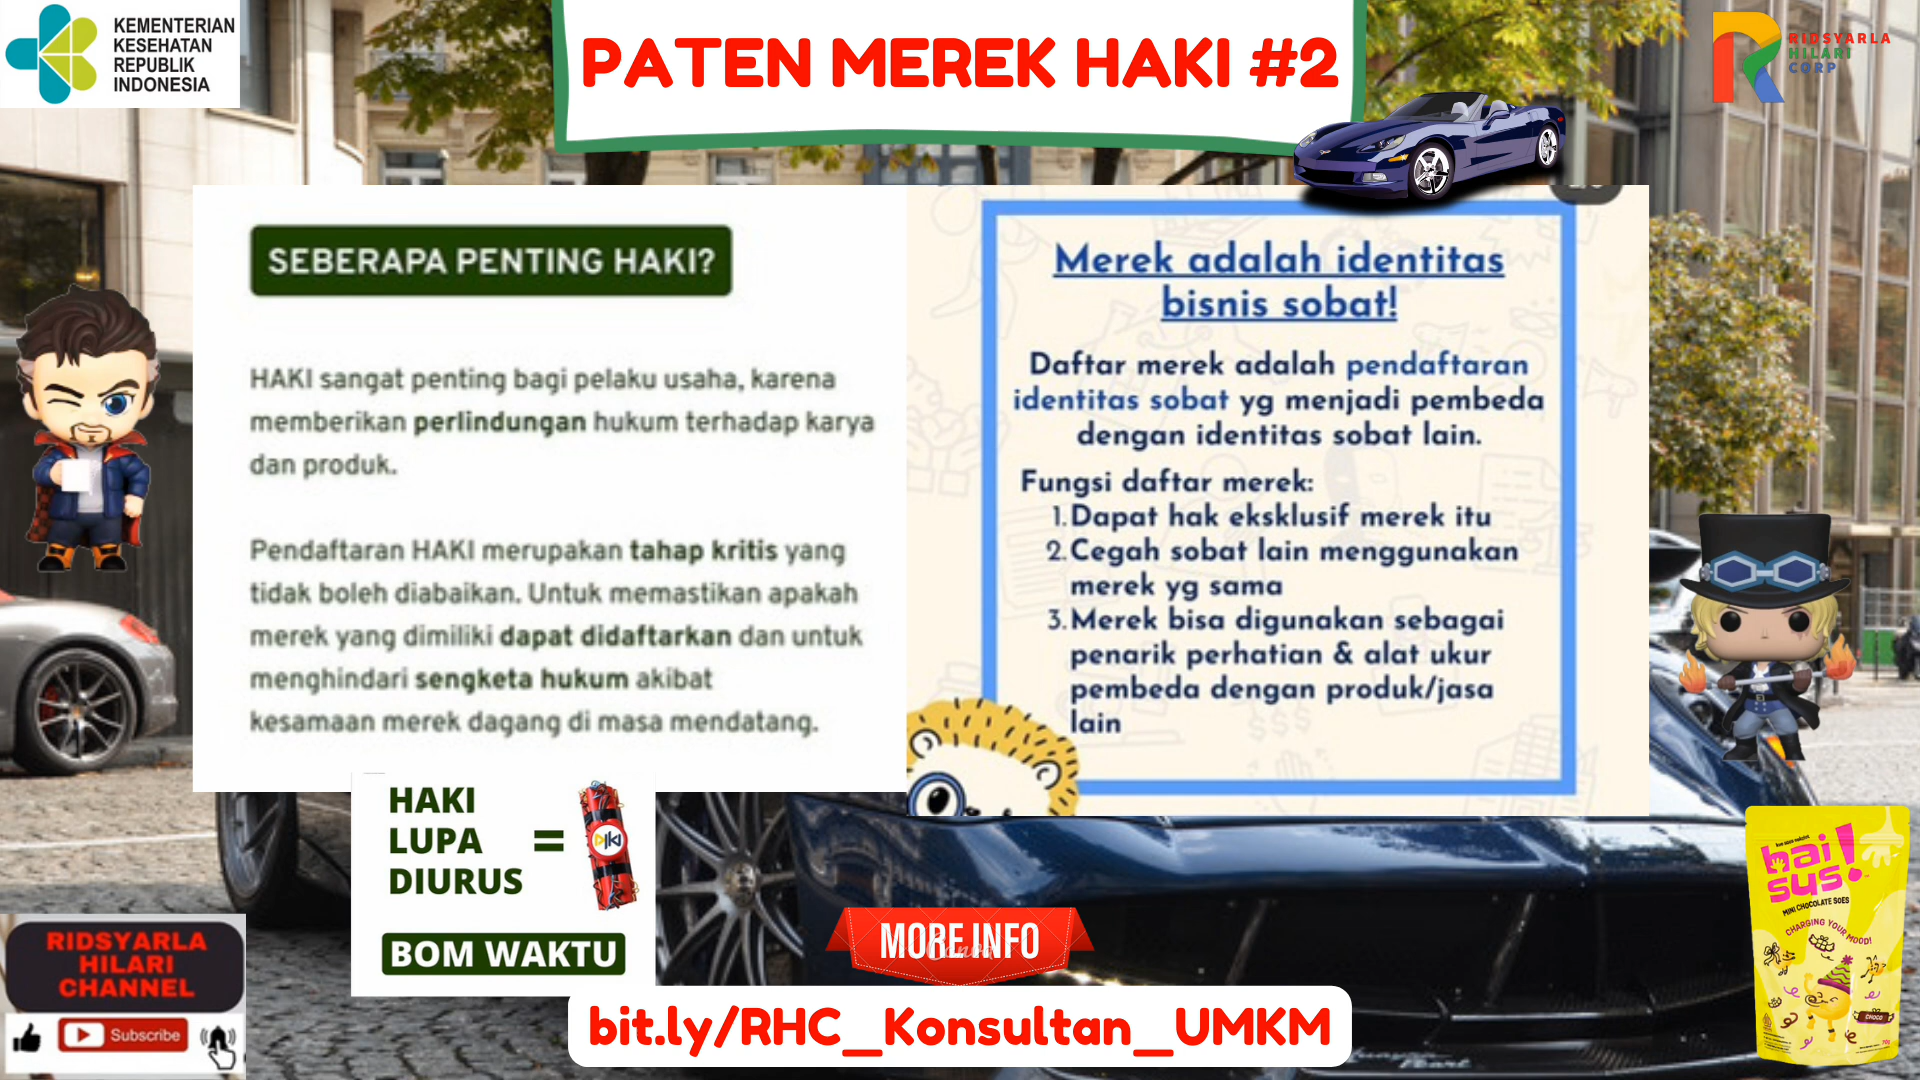 KEMENTERIAN
KESEHATAN
REPUBLIK
INDONESIA
PATEN MEREK HAKI #2
RIDSYARLA
HILARI
CORP
SEBERAPA PENTING HAKI?
HAKI sangat penting bagi pelaku usaha, karena
memberikan perlindungan hukum terhadap karya
dan produk.
Pendaftaran HAKI merupakan tahap kritis yang
tidak boleh diabaikan. Untuk memastikan apakah
merek yang dimiliki dapat didaftarkan dan untuk
menghindari sengketa hukum akibat
kesamaan merek dagang di masa mendatang.
Merek adalah identitas
bisnis sobat!
Daftar merek adalah pendaftaran
identitas sobat yg menjadi pembeda
dengan identitas sobat lain.
Fungsi daftar merek:
1. Dapat hak eksklusif merek itu
2. Cegah sobat lain menggunakan
merek yg sama
3. Merek bisa digunakan sebagai
penarik perhatian & alat ukur
pembeda dengan produk/jasa
lain
HAKI
LUPA
DIURUS
=
BOM WAKTU
RIDSYARLA
HILARI
CHANNEL
Subscribe
MORE INFO
bit.ly/RHC_Konsultan_UMKM
hai!
sus!
MINI CHOCOLATE SOES
CHARGING YOUR MOOD!
CHOCO